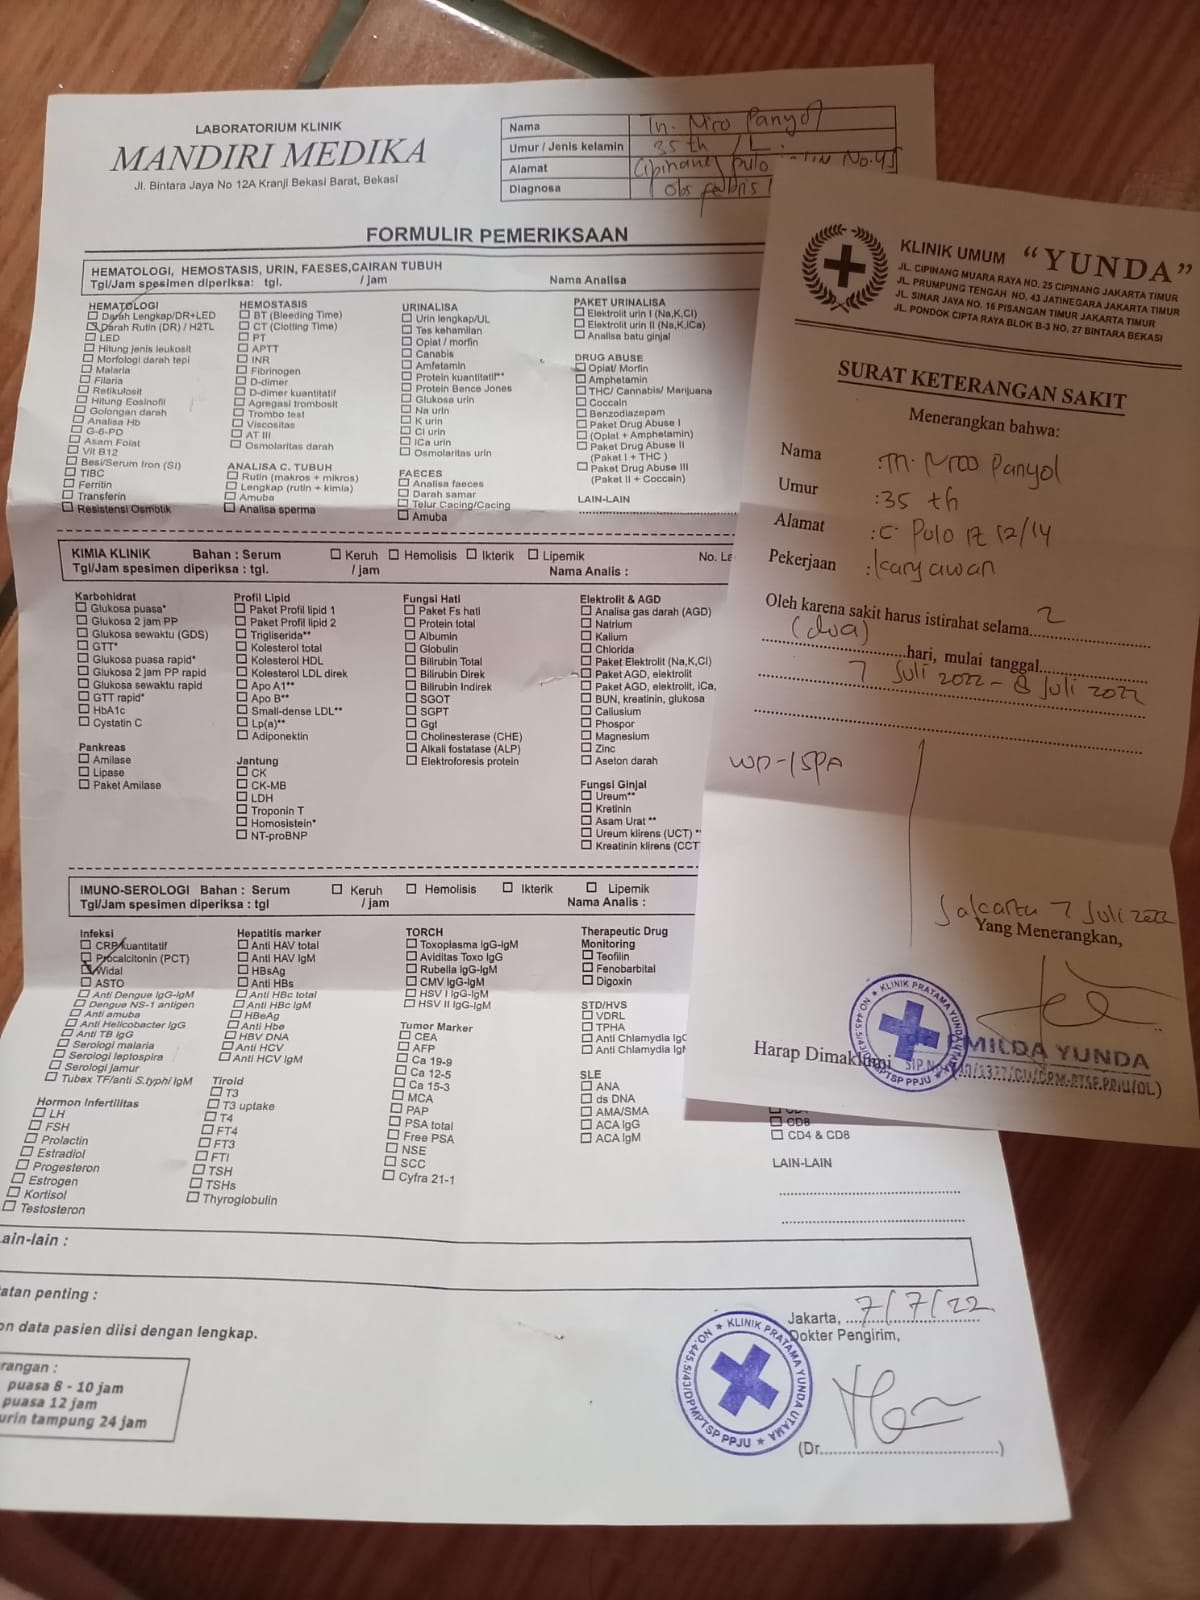 LABORATORIUM KLINIK
MANDIRI MEDIKA
Jl. Bintara Jaya No 12A Kranji Bekasi Barat, Bekasi
Nama Tn. Nroo Panyol
Umur / Jenis kelamin 35 th / L.
Alamat Cipinang pulo No.45
Diagnosa obs febris
FORMULIR PEMERIKSAAN
HEMATOLOGI, HEMOSTASIS, URIN, FAESES,CAIRAN TUBUH
Tgl/Jam spesimen diperiksa: tgl. / jam Nama Analisa
HEMATOLOGI
Darah Lengkap/DR+LED
Darah Rutin (DR) / H2TL
LED
Hitung jenis leukosit
Morfologi darah tepi
Malaria
Filaria
Retikulosit
Hitung Eosinofil
Golongan darah
Analisa Hb
G-6-PD
Asam Folat
Vit B12
Besi/Serum Iron (SI)
TIBC
Ferritin
Transferin
Resistensi Osmotik
HEMOSTASIS
BT (Bleeding Time)
CT (Clotting Time)
PT
APTT
INR
Fibrinogen
D-dimer
D-dimer kuantitatif
Agregasi trombosit
Trombo test
Viscositas
AT III
Osmolaritas darah
ANALISA C. TUBUH
Rutin (makros + mikros)
Lengkap (rutin + kimia)
Amuba
Analisa sperma
URINALISA
Urin lengkap/UL
Tes kehamilan
Opiat / morfin
Canabis
Amfetamin
Protein kuantitatif**
Protein Bence Jones
Glukosa urin
Na urin
K urin
Cl urin
ICa urin
Osmolaritas urin
FAECES
Analisa faeces
Darah samar
Telur Cacing/Cacing
Amuba
PAKET URINALISA
Elektrolit urin I (Na,K,Cl)
Elektrolit urin II (Na,K,ICa)
Analisa batu ginjal
DRUG ABUSE
Opiat/ Morfin
Amphetamin
THC/ Cannabis/ Marijuana
Coccain
Benzodiazepam
Paket Drug Abuse I
(Opiat + Amphetamin)
Paket Drug Abuse II
(Paket I + THC )
Paket Drug Abuse III
(Paket II + Coccain)
LAIN-LAIN
KIMIA KLINIK Bahan : Serum Keruh Hemolisis Ikterik Lipemik No. La
Tgl/Jam spesimen diperiksa : tgl. / jam Nama Analis :
Karbohidrat
Glukosa puasa*
Glukosa 2 jam PP
Glukosa sewaktu (GDS)
GTT*
Glukosa puasa rapid*
Glukosa 2 jam PP rapid
Glukosa sewaktu rapid
GTT rapid*
HbA1c
Cystatin C
Pankreas
Amilase
Lipase
Paket Amilase
Profil Lipid
Paket Profil lipid 1
Paket Profil lipid 2
Trigliserida**
Kolesterol total
Kolesterol HDL
Kolesterol LDL direk
Apo A1**
Apo B**
Small-dense LDL**
Lp(a)**
Adiponektin
Jantung
CK
CK-MB
LDH
Troponin T
Homosistein*
NT-proBNP
Fungsi Hati
Paket Fs hati
Protein total
Albumin
Globulin
Bilirubin Total
Bilirubin Direk
Bilirubin Indirek
SGOT
SGPT
Ggt
Cholinesterase (CHE)
Alkali fostatase (ALP)
Elektroforesis protein
Elektrolit & AGD
Analisa gas darah (AGD)
Natrium
Kalium
Chlorida
Paket Elektrolit (Na,K,Cl)
Paket AGD, elektrolit
Paket AGD, elektrolit, iCa,
BUN, kreatinin, glukosa
Caliusium
Phospor
Magnesium
Zinc
Aseton darah
Fungsi Ginjal
Ureum**
Kretinin
Asam Urat **
Ureum klirens (UCT) *
Kreatinin klirens (CCT
IMUNO-SEROLOGI Bahan : Serum Keruh Hemolisis Ikterik Lipemik
Tgl/Jam spesimen diperiksa : tgl / jam Nama Analis :
Infeksi
CRP kuantitatif
Procalcitonin (PCT)
Widal
ASTO
Anti Dengue IgG-IgM
Dengue NS-1 antigen
Anti amuba
Anti Helicobacter IgG
Anti TB IgG
Serologi malaria
Serologi leptospira
Serologi jamur
Tubex TF/anti S.typhi IgM
Hormon Infertilitas
LH
FSH
Prolactin
Estradiol
Progesteron
Estrogen
Kortisol
Testosteron
Hepatitis marker
Anti HAV total
Anti HAV IgM
HBsAg
Anti HBs
Anti HBc total
Anti HBc IgM
HBeAg
Anti Hbe
HBV DNA
Anti HCV
Anti HCV IgM
Tiroid
T3
T3 uptake
T4
FT4
FT3
FTI
TSH
TSHs
Thyroglobulin
TORCH
Toxoplasma IgG-IgM
Aviditas Toxo IgG
Rubella IgG-IgM
CMV IgG-IgM
HSV I IgG-IgM
HSV II IgG-IgM
Tumor Marker
CEA
AFP
Ca 19-9
Ca 12-5
Ca 15-3
MCA
PAP
PSA total
Free PSA
NSE
SCC
Cyfra 21-1
Therapeutic Drug
Monitoring
Teofilin
Fenobarbital
Digoxin
STD/HVS
VDRL
TPHA
Anti Chlamydia IgG
Anti Chlamydia IgM
SLE
ANA
ds DNA
AMA/SMA
ACA IgG
ACA IgM
CD8
CD4 & CD8
LAIN-LAIN
ain-lain :
atan penting :
on data pasien diisi dengan lengkap.
rangan :
puasa 8 - 10 jam
puasa 12 jam
urin tampung 24 jam
Jakarta, 7/7/22.
Dokter Pengirim,
KLINIK PRATAMA YUNDA UTAMA
NO.445.5/43/DPMPTSP PPJU
(Dr. )
KLINIK UMUM "YUNDA"
JL. CIPINANG MUARA RAYA NO. 25 CIPINANG JAKARTA TIMUR
JL. PRUMPUNG TENGAH NO. 43 JATINEGARA JAKARTA TIMUR
JL. SINAR JAYA NO. 16 PISANGAN TIMUR JAKARTA TIMUR
JL. PONDOK CIPTA RAYA BLOK B-3 NO. 27 BINTARA BEKASI
SURAT KETERANGAN SAKIT
Menerangkan bahwa:
Nama : Tn. Nroo Panyol
Umur : 35 th
Alamat : C. Pulo 12/14
Pekerjaan : karyawan
Oleh karena sakit harus istirahat selama 2
(dua) hari, mulai tanggal
7 Juli 2022 - 8 Juli 2022
WD - ISPA
Jakarta 7 Juli 2022
Yang Menerangkan,
KLINIK PRATAMA YUNDA UTAMA
MILDA YUNDA
Harap Dimaklumi